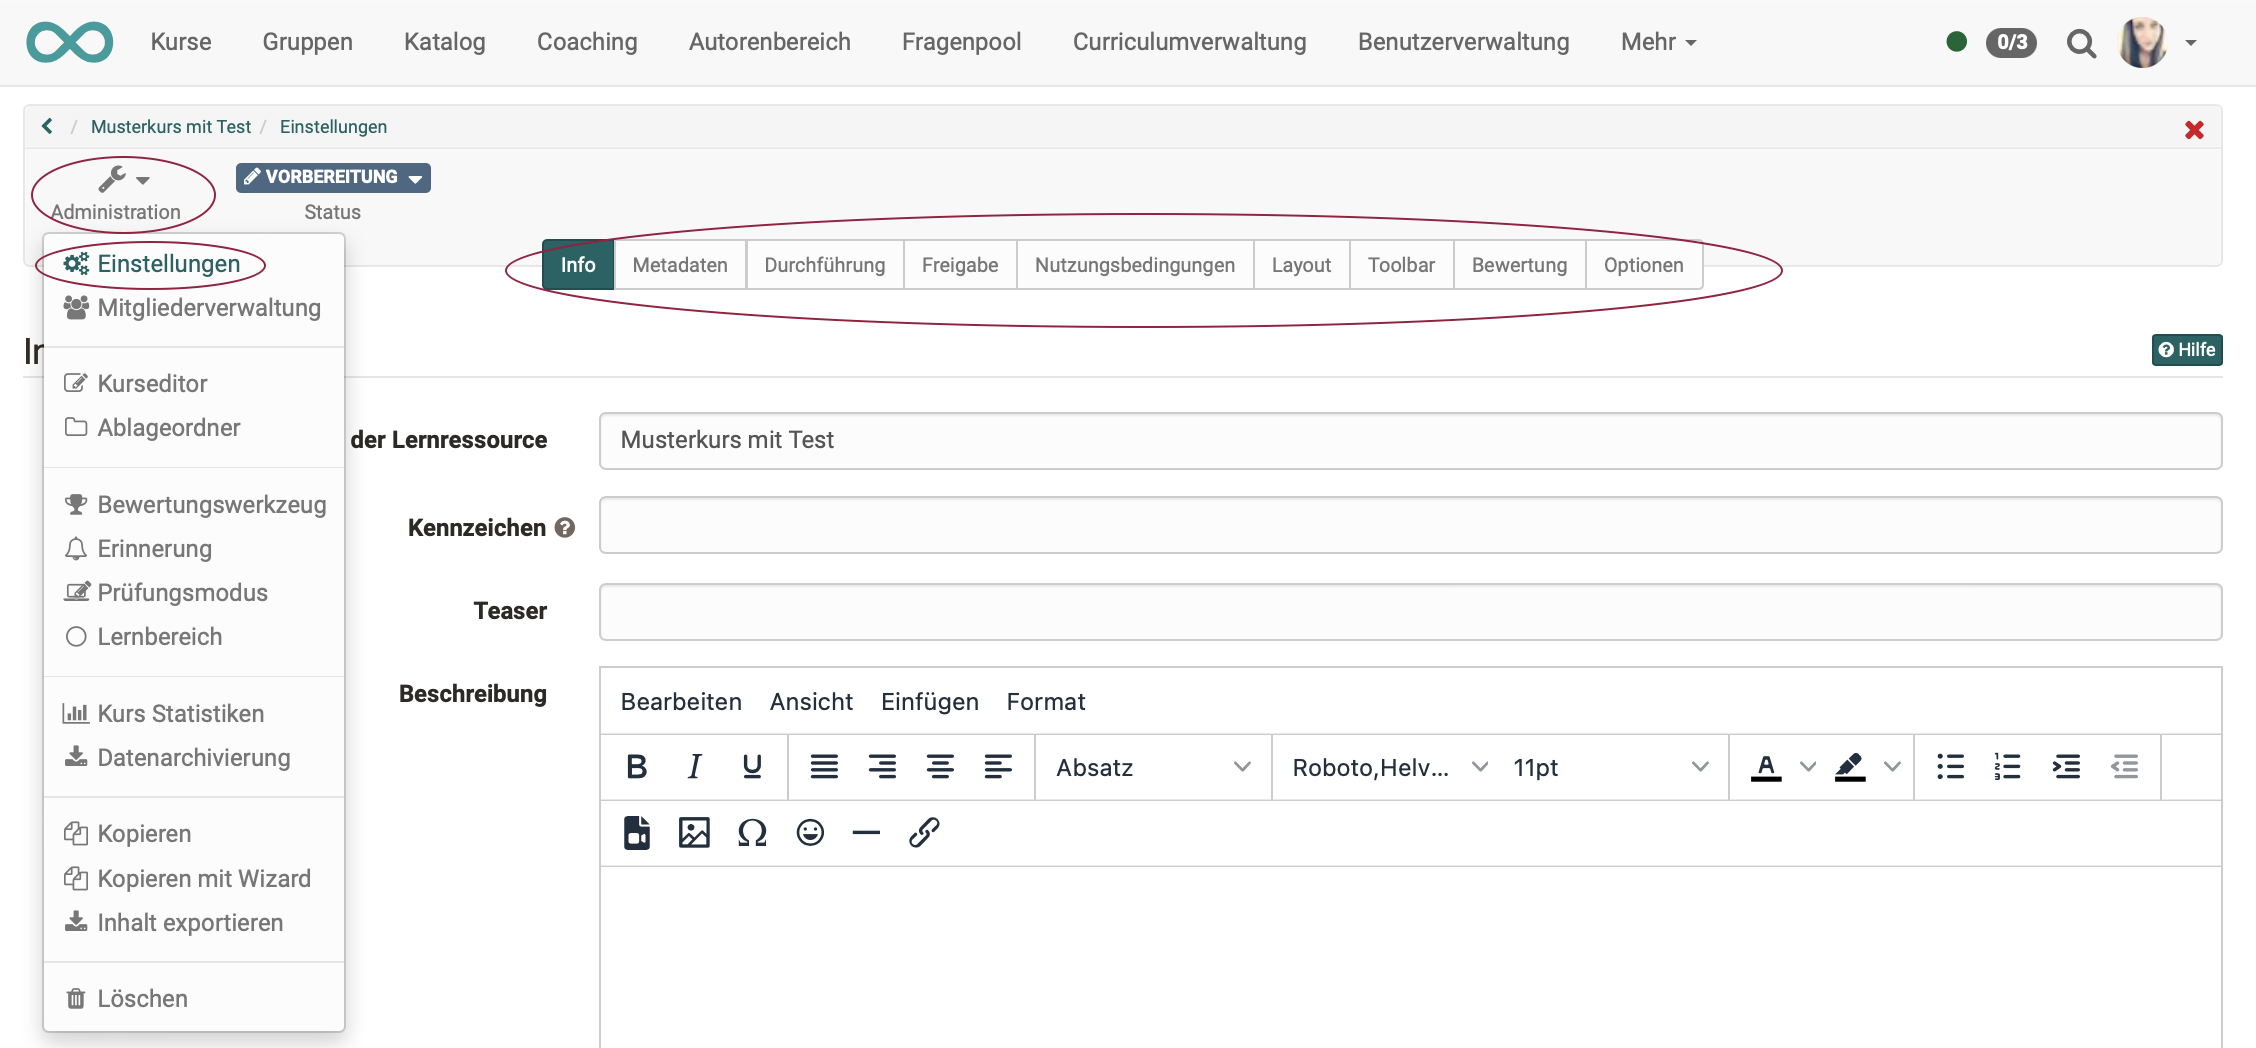 Kurse Gruppen Katalog Coaching Autorenbereich Fragenpool Curriculumverwaltung Benutzerverwaltung Mehr 0/3
/ Musterkurs mit Test / Einstellungen
VORBEREITUNG
Administration Status
Einstellungen
Mitgliederverwaltung
Kurseditor
Ablageordner
Bewertungswerkzeug
Erinnerung
Prüfungsmodus
Lernbereich
Kurs Statistiken
Datenarchivierung
Kopieren
Kopieren mit Wizard
Inhalt exportieren
Löschen
Info Metadaten Durchführung Freigabe Nutzungsbedingungen Layout Toolbar Bewertung Optionen
Hilfe
der Lernressource Musterkurs mit Test
Kennzeichen
Teaser
Beschreibung
Bearbeiten Ansicht Einfügen Format
B I U Absatz Roboto,Helv... 11pt A